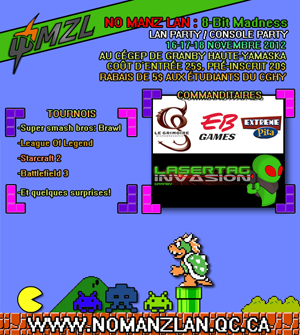 MZL
NO MANZ LAN : 8-Bit Madness
LAN PARTY / CONSOLE PARTY
16-17-18 NOVEMBRE 2012
AU CÉGEP DE GRANBY HAUTE-YAMASKA
COÛT D'ENTRÉE 25$, PRÉ-INSCRIT 20$
RABAIS DE 5$ AUX ÉTUDIANTS DU CGHY
TOURNOIS
-Super smash bros: Brawl
-League Of Legend
-Starcraft 2
-Battlefield 3
-Et quelques surprises!
COMMANDITAIRES
LE GRIMOIRE
EB
GAMES
EXTREME
Pita
LASERTAG
INVASION
WWW.NOMANZLAN.QC.CA